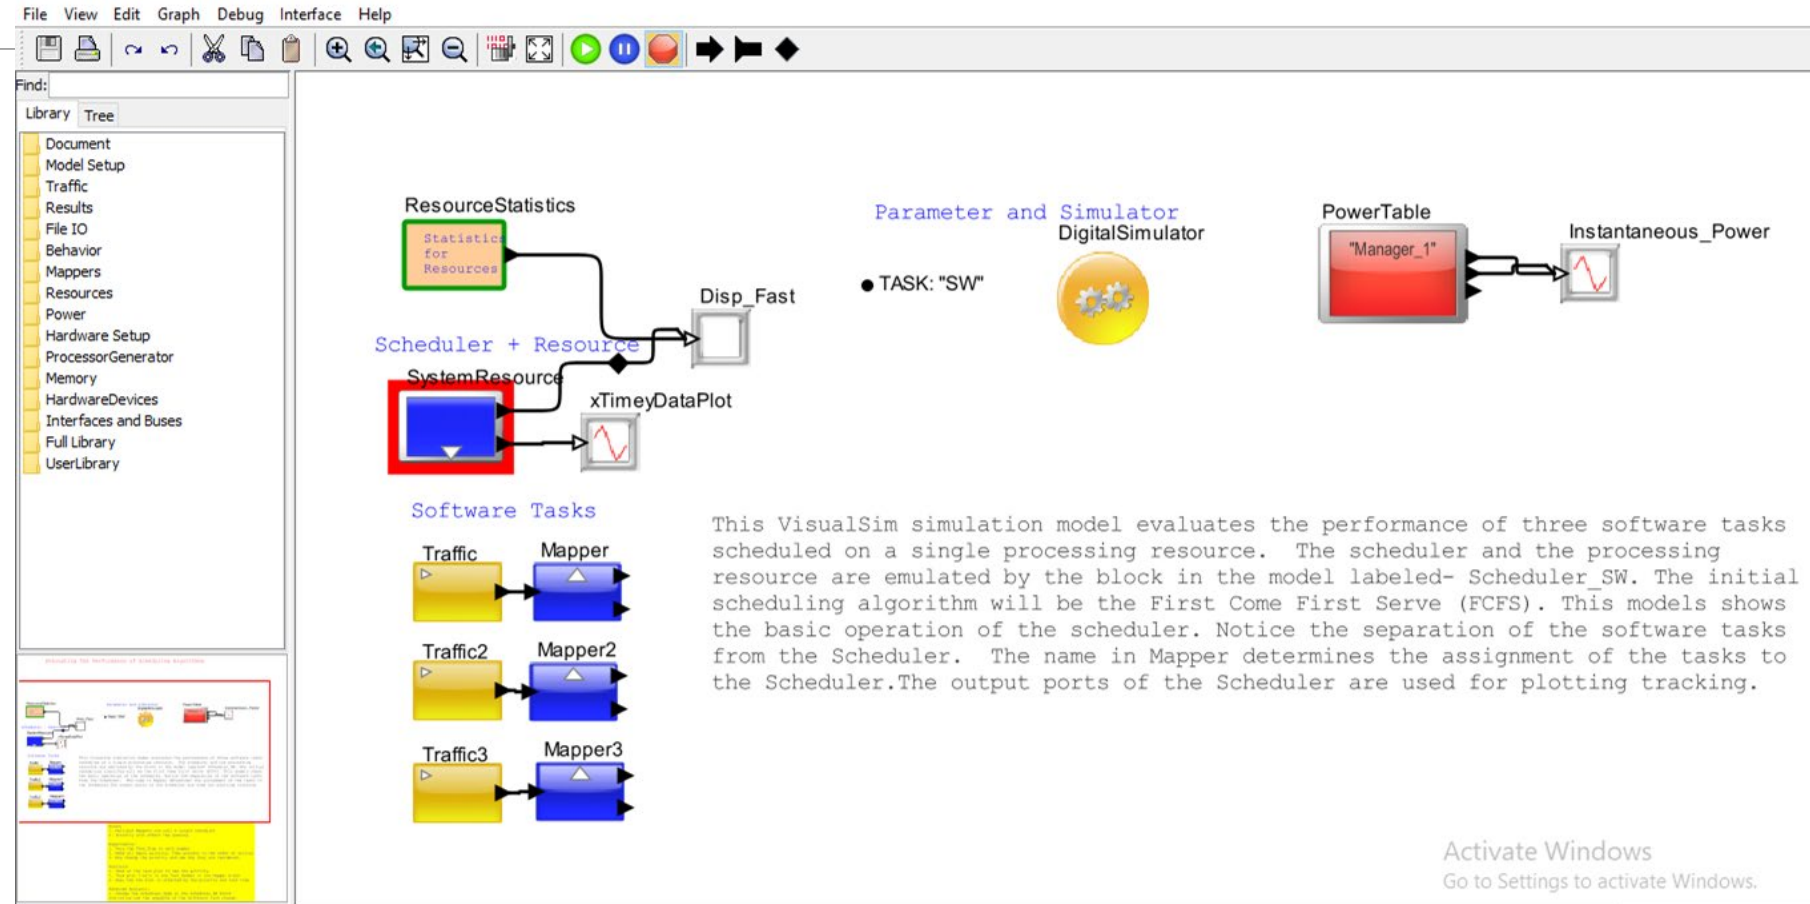 File View Edit Graph Debug Interface Help
Find:
Library Tree
Document
Model Setup
Traffic
Results
File IO
Behavior
Mappers
Resources
Power
Hardware Setup
ProcessorGenerator
Memory
HardwareDevices
Interfaces and Buses
Full Library
UserLibrary
ResourceStatistics
Statistics
for
Resources
Disp_Fast
Scheduler + Resource
SystemResource
xTimeyDataPlot
Parameter and Simulator
DigitalSimulator
TASK: "SW"
PowerTable
"Manager_1"
Instantaneous_Power
Software Tasks
Traffic Mapper
Traffic2 Mapper2
Traffic3 Mapper3
This VisualSim simulation model evaluates the performance of three software tasks
scheduled on a single processing resource. The scheduler and the processing
resource are emulated by the block in the model labeled- Scheduler_SW. The initial
scheduling algorithm will be the First Come First Serve (FCFS). This models shows
the basic operation of the scheduler. Notice the separation of the software tasks
from the Scheduler. The name in Mapper determines the assignment of the tasks to
the Scheduler.The output ports of the Scheduler are used for plotting tracking.
Activate Windows
Go to Settings to activate Windows.